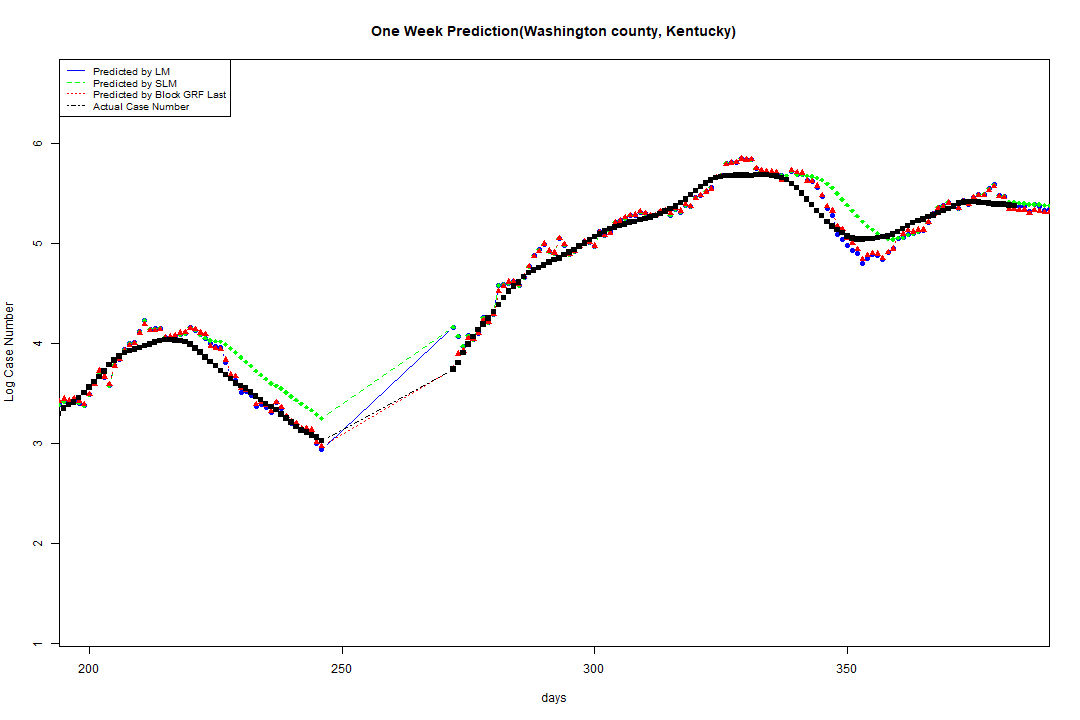 One Week Prediction(Washington county, Kentucky)
Predicted by LM
Predicted by SLM
Predicted by Block GRF Last
Actual Case Number
Log Case Number
6
5
4
3
2
1
200 250 300 350
days